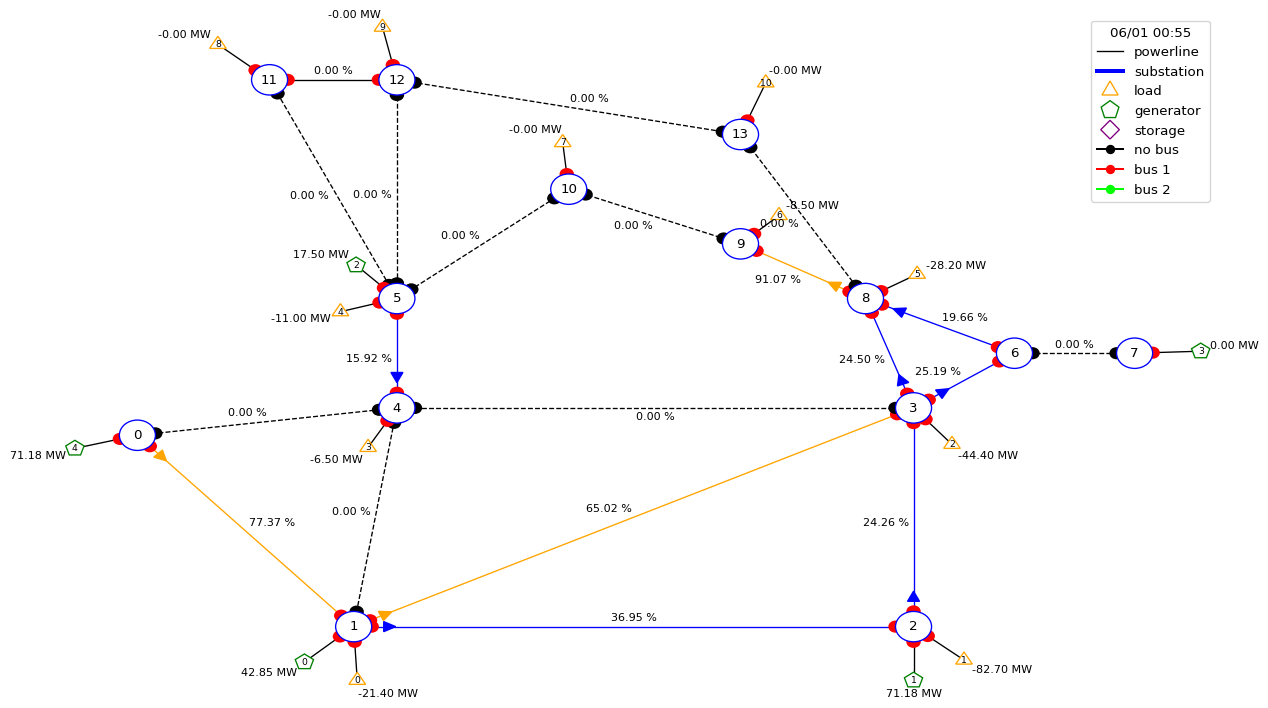 -0.00 MW
9
-0.00 MW
8
06/01 00:55
powerline
substation
load
generator
storage
no bus
bus 1
bus 2
0.00 %
11
12
-0.00 MW
10
0.00 %
13
-0.00 MW
7
0.00 %
0.00 %
10
0.00 %
0.00 %
-8.50 MW
6
0.00 %
9
17.50 MW
2
91.07 %
-28.20 MW
5
5
8
-11.00 MW
4
19.66 %
15.92 %
24.50 %
0.00 %
6
7
3
0.00 MW
25.19 %
0.00 %
4
0.00 %
3
0
71.18 MW
4
-6.50 MW
3
2
-44.40 MW
77.37 %
0.00 %
65.02 %
24.26 %
36.95 %
1
2
42.85 MW
0
0
-21.40 MW
1
71.18 MW
1
-82.70 MW